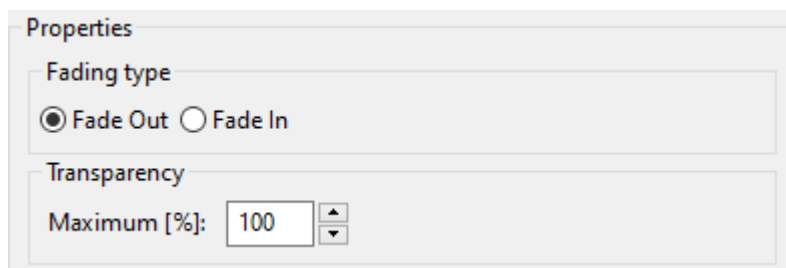 Properties
Fading type
Fade Out Fade In
Transparency
Maximum [%]: 100